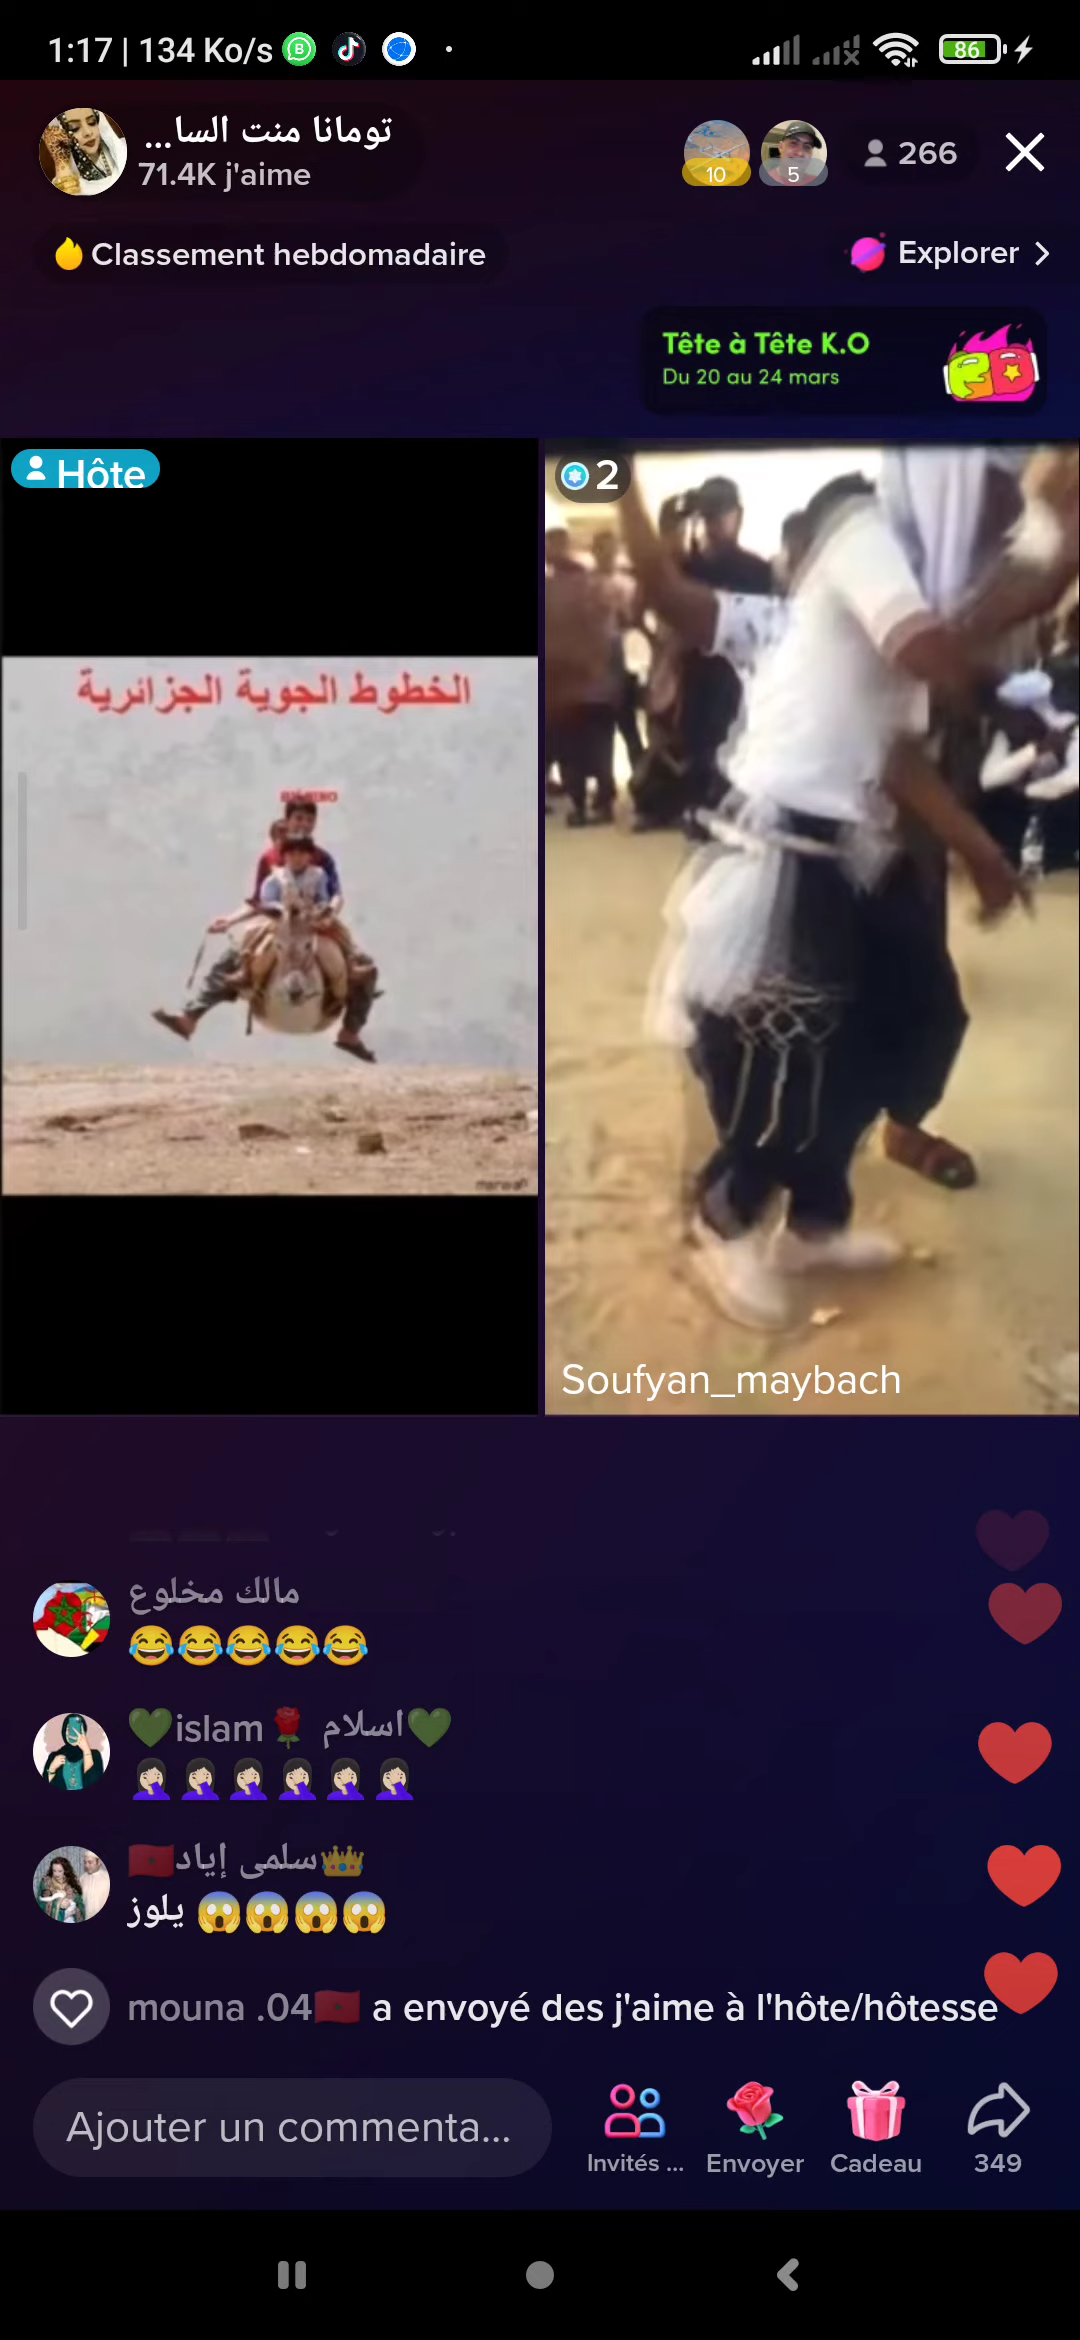 1:17 | 134 Ko/s
86
تومانا منت السا...
71.4K j'aime
10
5
266
Classement hebdomadaire
Explorer
Tête à Tête K.O
Du 20 au 24 mars
Hôte
2
الخطوط الجوية الجزائرية
Soufyan_maybach
مالك مخلوع
😂😂😂😂😂
💚islam🌹 اسلام💚
🤦🏻‍♀️🤦🏻‍♀️🤦🏻‍♀️🤦🏻‍♀️🤦🏻‍♀️🤦🏻‍♀️
🇲🇦سلمى إياد👑
يلوز 😱😱😱😱
mouna .04🇲🇦 a envoyé des j'aime à l'hôte/hôtesse
Ajouter un commenta...
Invités ...
Envoyer
Cadeau
349